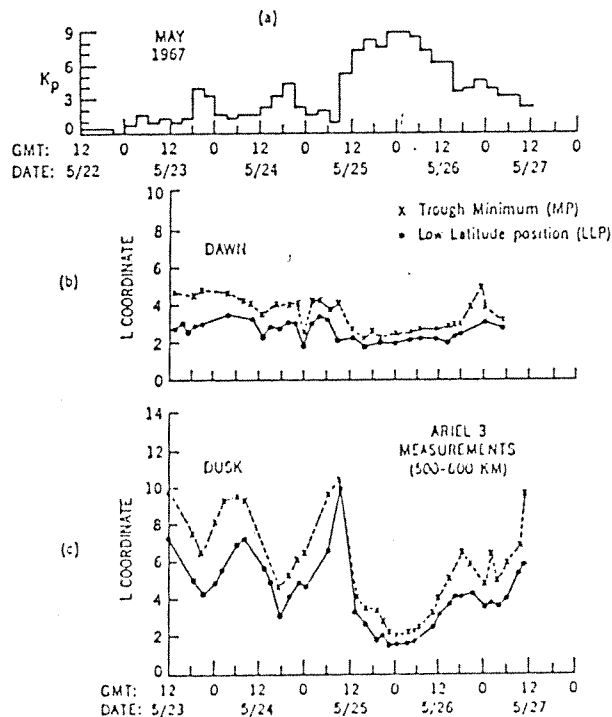 (a)
MAY
1967
Kp
9
6
3
0
GMT: 12 0 12 0 12 0 12 0 12 0 12
DATE: 5/22 5/23 5/24 5/25 5/26 5/27
10
x Trough Minimum (MP)
• Low Latitude position (LLP)
DAWN
(b)
L COORDINATE
8
6
4
2
0
14
ARIEL 3
MEASUREMENTS
(500-600 KM)
DUSK
12
10
(c)
L COORDINATE
8
6
4
2
0
GMT: 12 0 12 0 12 0 12 0 12 0
DATE: 5/23 5/24 5/25 5/26 5/27